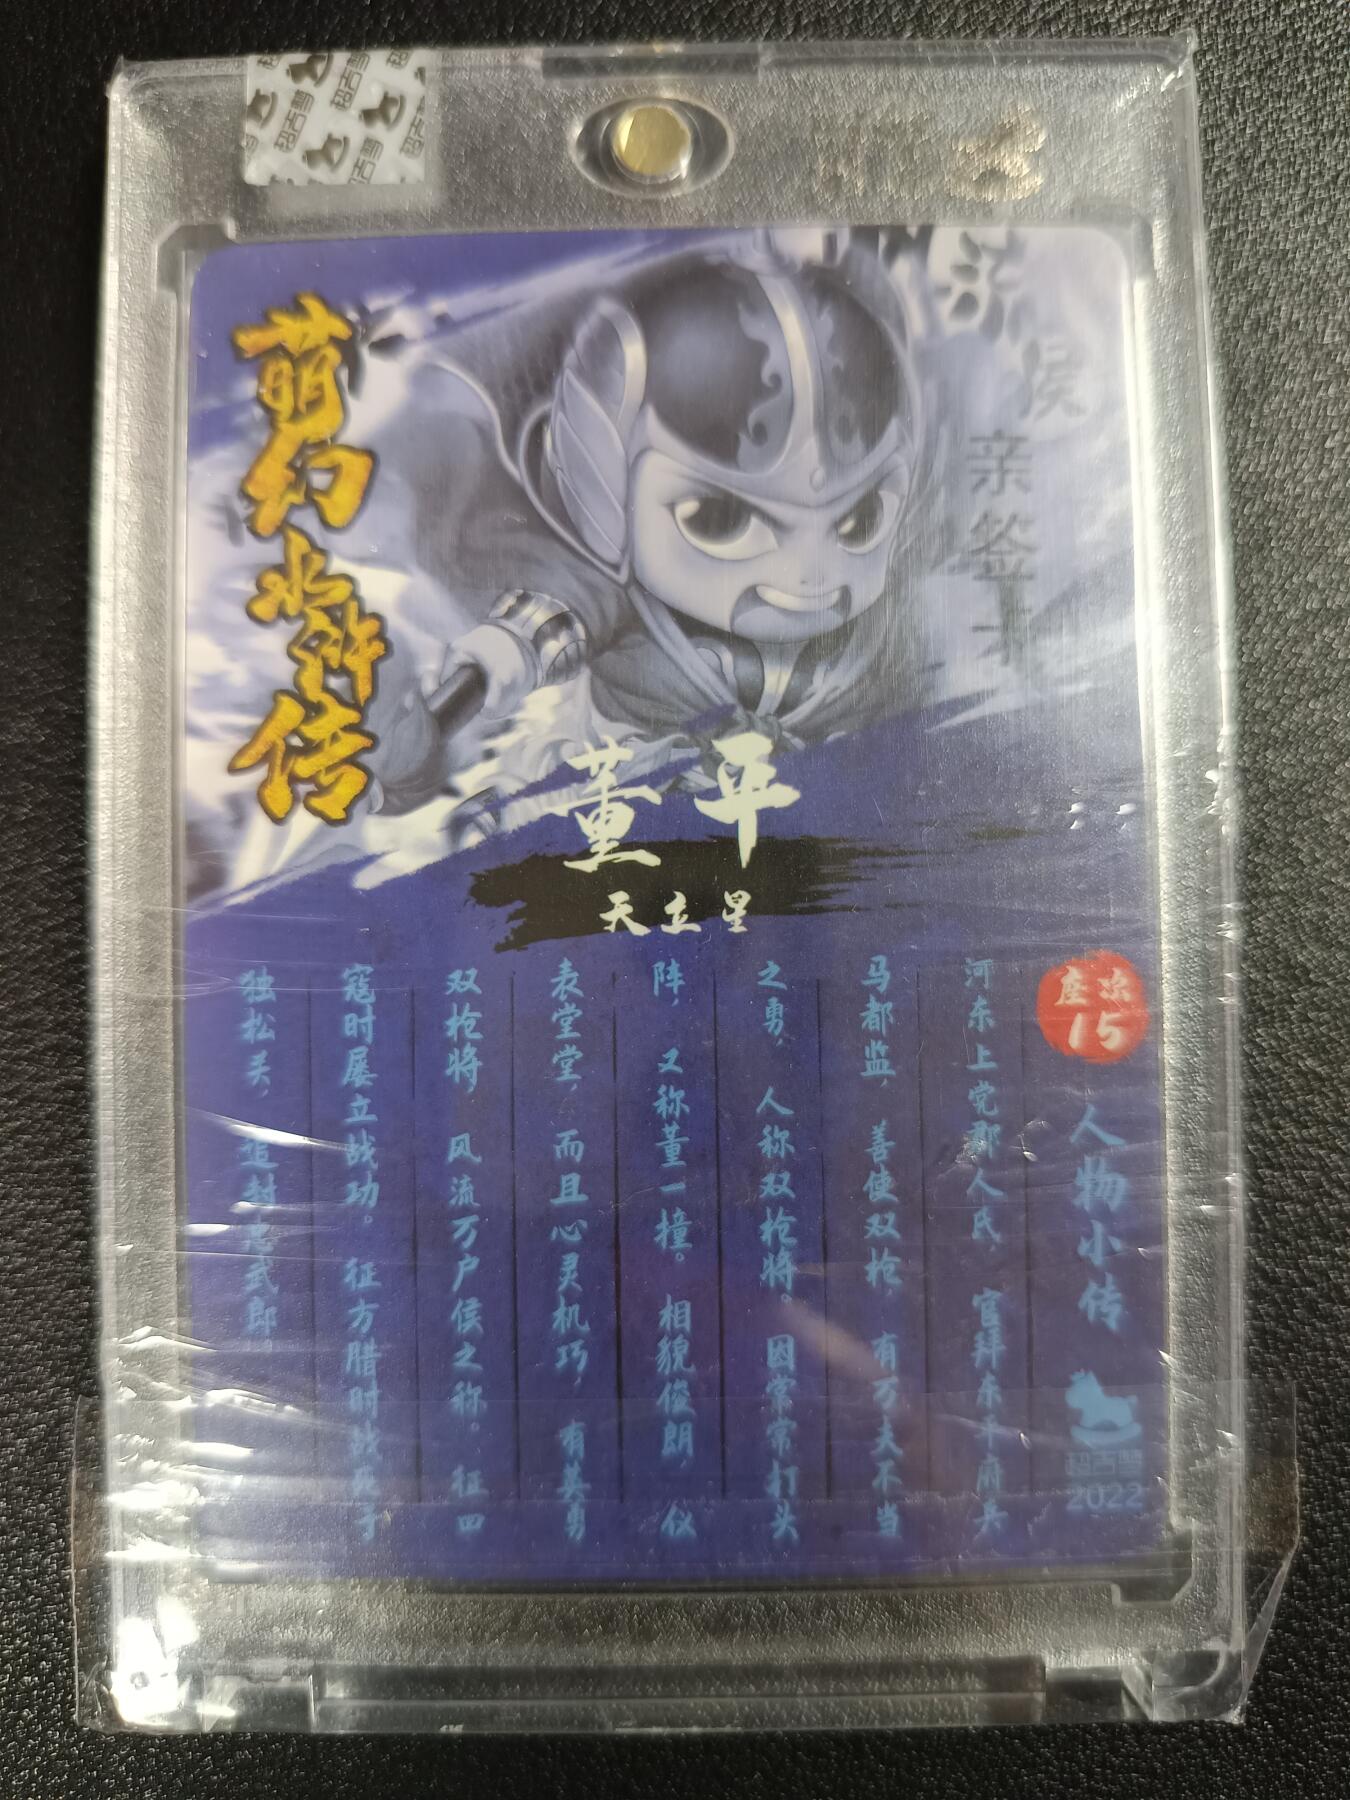 萌幻水浒传
亲签卡
董平
天立星
座次
15
人物小传
河东上党郡人氏，官拜东平府兵
马都监，善使双枪，有万夫不当
之勇，人称双枪将。因常常打头
阵，又称董一撞。相貌俊朗，仪
表堂堂，而且心灵机巧，有英勇
双枪将，风流万户侯之称。征四
寇时屡立战功。征方腊时战死于
独松关，追封忠武郎。
超古梦
2022